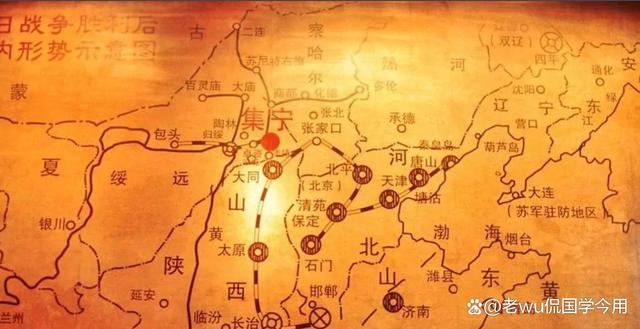 日战争胜利后
内形势示意图
古
二连
察
哈
尔
苏尼特右旗
热
河
双辽
四平
通化
安
东
蒙
百灵庙
大庙
商都
化德
多伦
沈阳
辽
宁
营口
陶林
归绥
包头
集宁
张北
张家口
承德
秦皇岛
葫芦岛
夏
绥
远
大同
北平
(北京)
河
唐山
天津
塘沽
大连
(苏军驻防地区)
银川
山
黄
清苑
保定
渤
海
烟台
太原
石门
北
陕
西
延安
邯郸
山
东
潍县
黄
兰州
临汾
长治
济南
@老wu侃国学今用